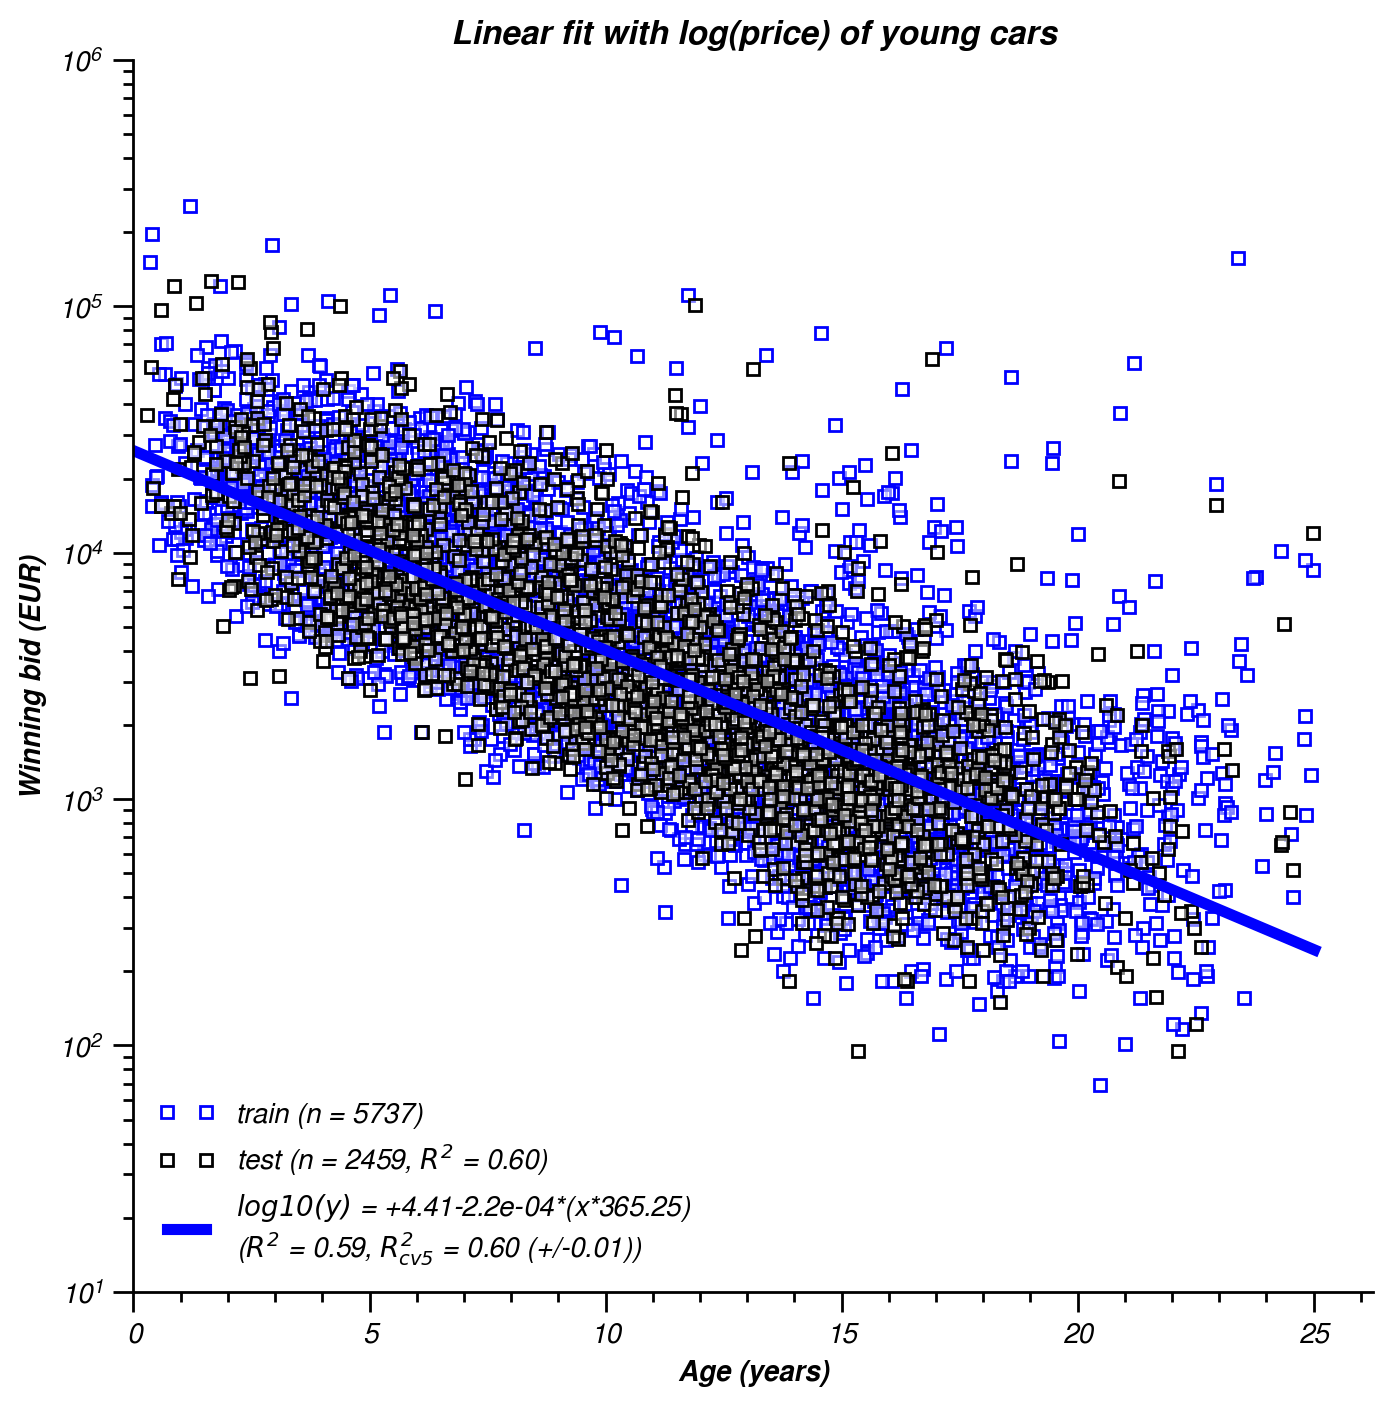 Linear fit with log(price) of young cars
10^6
10^5
10^4
10^3
10^2
10^1
Winning bid (EUR)
train (n = 5737)
test (n = 2459, R^2 = 0.60)
log10(y) = +4.41-2.2e-04*(x*365.25)
(R^2 = 0.59, R^2_cv5 = 0.60 (+/-0.01))
0 5 10 15 20 25
Age (years)